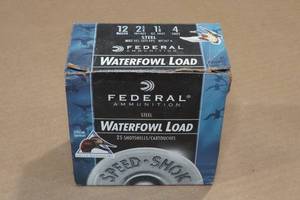 12 2¾ 1⅛ 4
STEEL
FEDERAL
AMMUNITION
WATERFOWL LOAD
FEDERAL
AMMUNITION
STEEL
WATERFOWL LOAD
25 SHOTSHELLS/CARTOUCHES
SPEED-SHOK